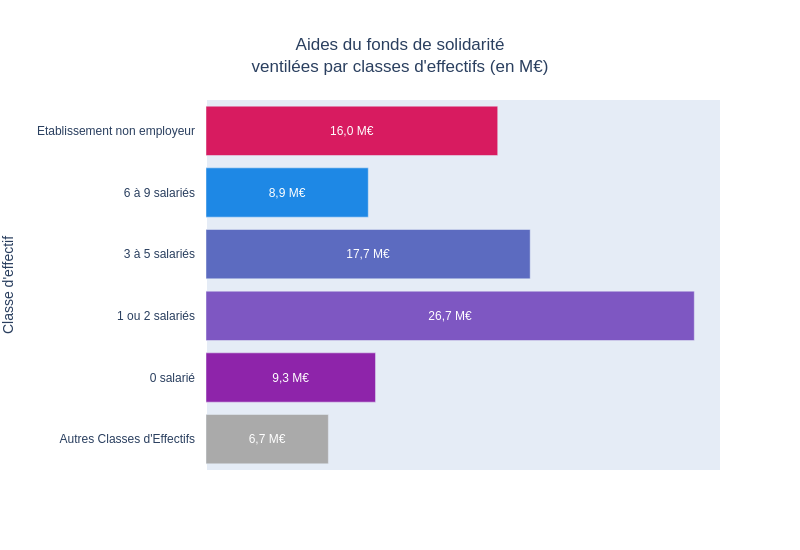 Aides du fonds de solidarité
ventilées par classes d'effectifs (en M€)
Classe d'effectif
Etablissement non employeur
16,0 M€
6 à 9 salariés
8,9 M€
3 à 5 salariés
17,7 M€
1 ou 2 salariés
26,7 M€
0 salarié
9,3 M€
Autres Classes d'Effectifs
6,7 M€